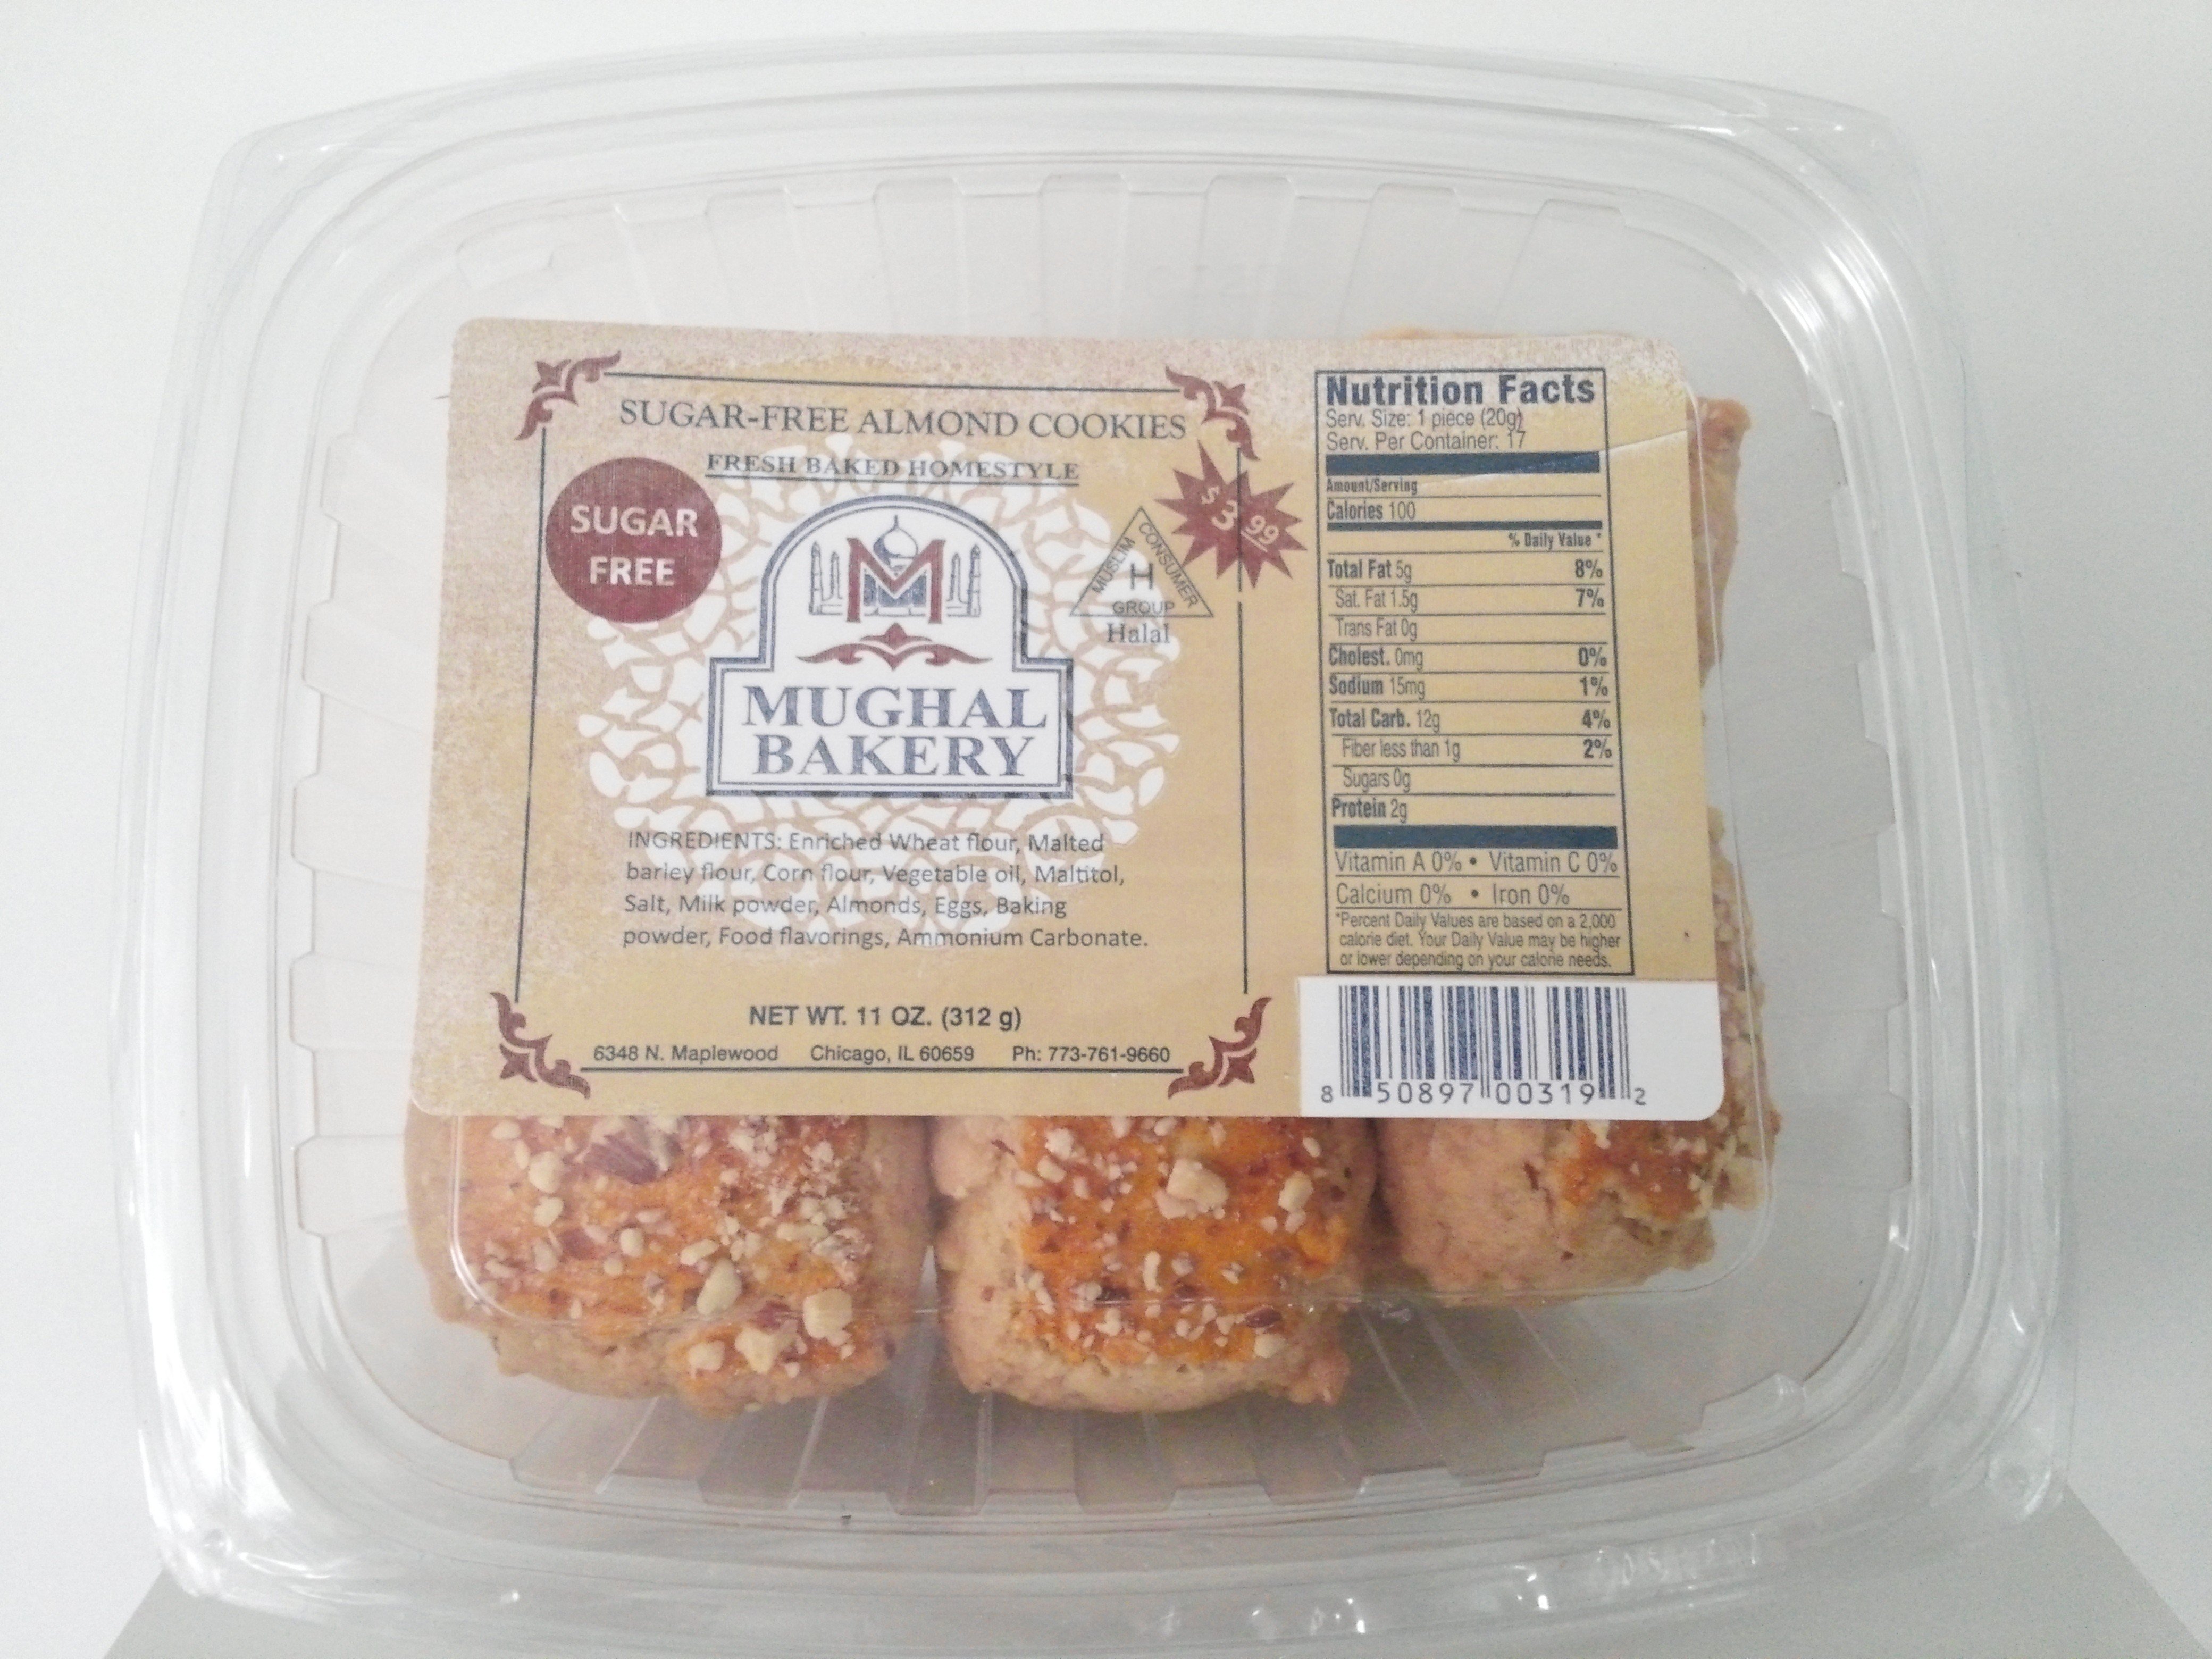 SUGAR-FREE ALMOND COOKIES
FRESH BAKED HOMESTYLE
SUGAR
FREE
$3.99
MUSLIM CONSUMER
H
GROUP
Halal
M
MUGHAL
BAKERY
INGREDIENTS: Enriched Wheat flour, Malted
barley flour, Corn flour, Vegetable oil, Maltitol,
Salt, Milk powder, Almonds, Eggs, Baking
powder, Food flavorings, Ammonium Carbonate.
NET WT. 11 OZ. (312 g)
6348 N. Maplewood Chicago, IL 60659 Ph: 773-761-9660
Nutrition Facts
Serv. Size: 1 piece (20g)
Serv. Per Container: 17
Amount/Serving
Calories 100
% Daily Value *
Total Fat 5g 8%
Sat. Fat 1.5g 7%
Trans Fat 0g
Cholest. 0mg 0%
Sodium 15mg 1%
Total Carb. 12g 4%
Fiber less than 1g 2%
Sugars 0g
Protein 2g
Vitamin A 0% • Vitamin C 0%
Calcium 0% • Iron 0%
*Percent Daily Values are based on a 2,000
calorie diet. Your Daily Value may be higher
or lower depending on your calorie needs.
8 50897 00319 2